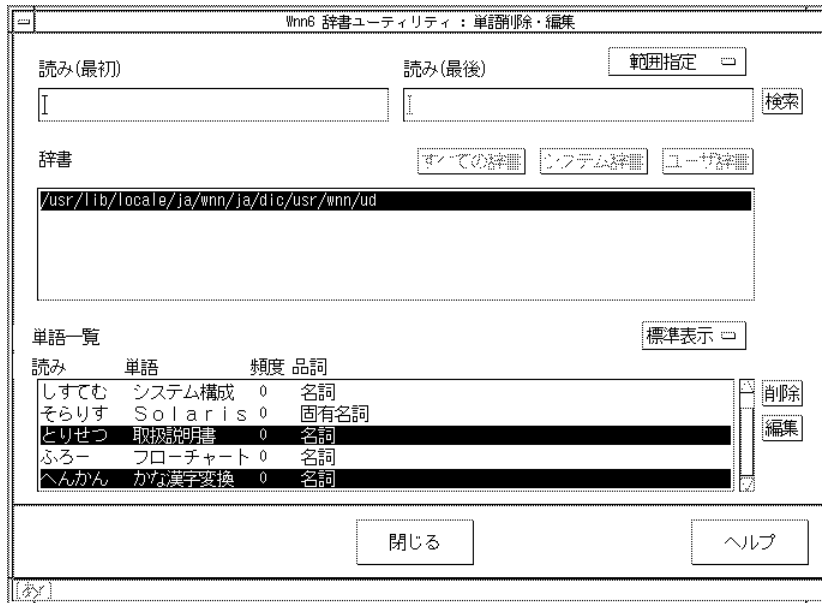 Wnn6 辞書ユーティリティ : 単語削除・編集
読み(最初) 読み(最後) 範囲指定
検索
辞書 すべての辞書 システム辞書 ユーザ辞書
/usr/lib/locale/ja/wnn/ja/dic/usr/wnn/ud
単語一覧 標準表示
読み 単語 頻度 品詞
しすてむ システム構成 0 名詞 削除
そらりす Ｓｏｌａｒｉｓ 0 固有名詞
とりせつ 取扱説明書 0 名詞 編集
ふろー フローチャート 0 名詞
へんかん かな漢字変換 0 名詞
閉じる ヘルプ
[あr]